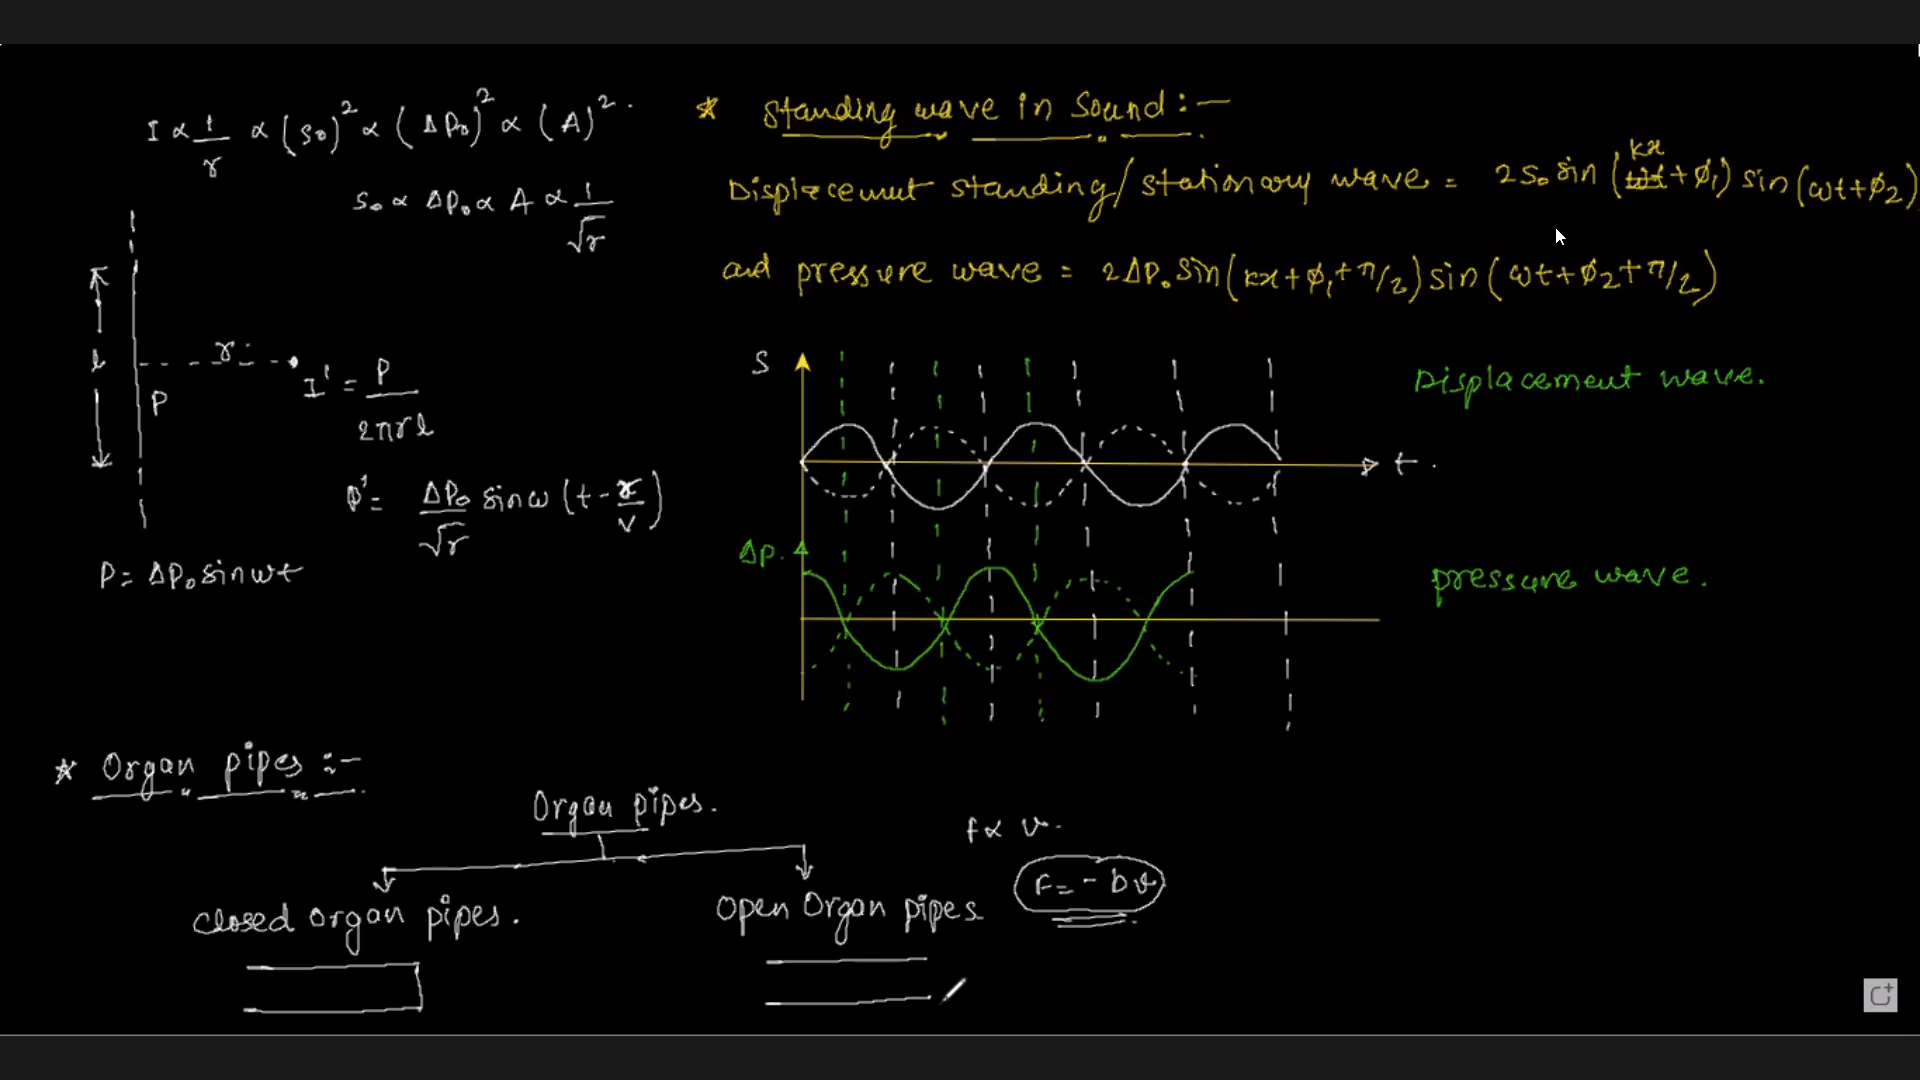 I ∝ 1/r ∝ (S₀)² ∝ (ΔP₀)² ∝ (A)².
S₀ ∝ ΔP₀ ∝ A ∝ 1/√r
l
r
P
I' = P/2πrl
P' = ΔP₀/√r sin ω (t - r/v)
P = ΔP₀ sin ωt
* Standing wave in Sound :-
Displacement standing/stationary wave = 2S₀ sin (kx + φ₁) sin (ωt + φ₂)
and pressure wave = 2ΔP₀ sin (kx + φ₁ + π/2) sin (ωt + φ₂ + π/2)
S
t.
Displacement wave.
ΔP.
pressure wave.
* Organ pipes :-
Organ pipes.
closed organ pipes.
open Organ pipes
F ∝ v.
F = - bv